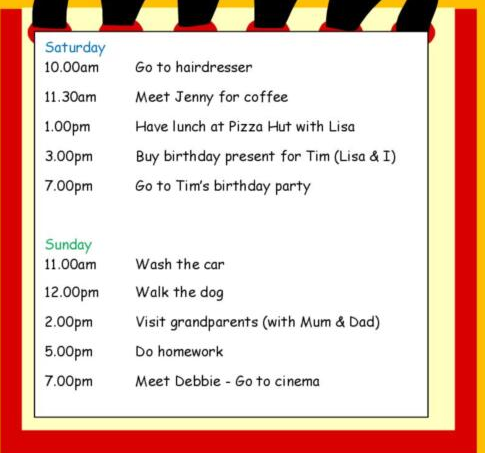 Saturday
10.00am Go to hairdresser
11.30am Meet Jenny for coffee
1.00pm Have lunch at Pizza Hut with Lisa
3.00pm Buy birthday present for Tim (Lisa & I)
7.00pm Go to Tim's birthday party
Sunday
11.00am Wash the car
12.00pm Walk the dog
2.00pm Visit grandparents (with Mum & Dad)
5.00pm Do homework
7.00pm Meet Debbie - Go to cinema